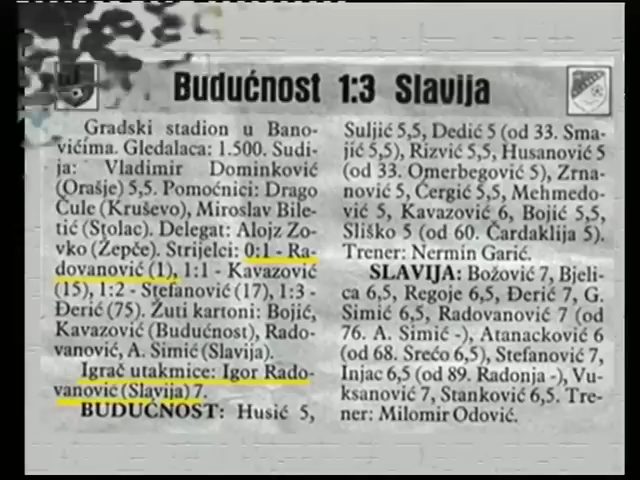 Budućnost 1:3 Slavija
Gradski stadion u Bano-
vićima. Gledalaca: 1.500. Sudi-
ja: Vladimir Dominković
(Orašje) 5,5. Pomoćnici: Drago
Čule (Kruševo), Miroslav Bile-
tić (Stolac). Delegat: Alojz Zo-
vko (Žepče). Strijelci: 0:1 - Ra-
dovanović (1), 1:1 - Kavazović
(15), 1:2 - Stefanović (17), 1:3 -
Đerić (75). Žuti kartoni: Bojić,
Kavazović (Budućnost), Rado-
vanović, A. Simić (Slavija).
Igrač utakmice: Igor Rado-
vanović (Slavija) 7.
BUDUĆNOST: Husić 5,
Suljić 5,5, Dedić 5 (od 33. Sma-
jić 5,5), Rizvić 5,5, Husanović 5
(od 33. Omerbegović 5), Zrna-
nović 5, Ćergić 5,5, Mehmedo-
vić 5, Kavazović 6, Bojić 5,5,
Sliško 5 (od 60. Čardaklija 5).
Trener: Nermin Garić.
SLAVIJA: Božović 7, Bjeli-
ca 6,5, Regoje 6,5, Đerić 7, G.
Simić 6,5, Radovanović 7 (od
76. A. Simić -), Atanacković 6
(od 68. Srećo 6,5), Stefanović 7,
Injac 6,5 (od 89. Radonja -), Vu-
ksanović 7, Stanković 6,5. Tre-
ner: Milomir Odović.